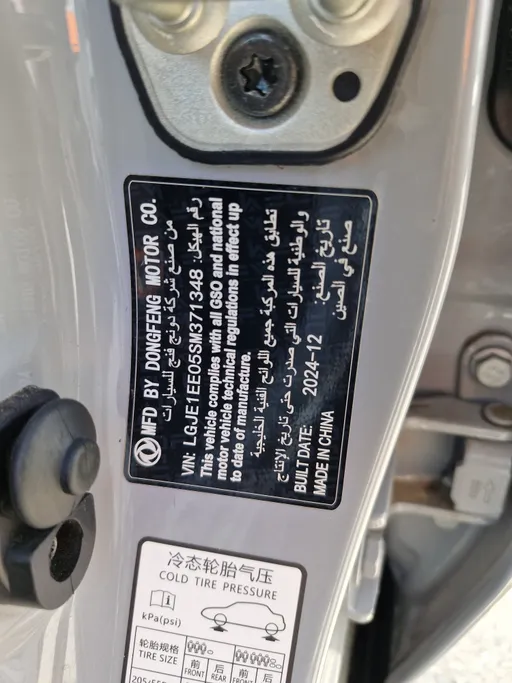 MFD BY DONGFENG MOTOR CO.
من صنع شركة دونج فنج للسيارات
VIN: LGJE1EE05SM371348 :رقم الهيكل
This vehicle complies with all GSO and national
motor vehicle technical regulations in effect up
to date of manufacture.
تطابق هذه المركبة جميع اللوائح الفنية الخليجية
والوطنية للسيارات التي صدرت حتى تاريخ الإنتاج
BUILT DATE: 2024-12 :تاريخ الصنع
MADE IN CHINA صنع في الصين
冷态轮胎气压
COLD TIRE PRESSURE
kPa(psi)
轮胎规格
TIRE SIZE
前 后 前 后
FRONT REAR FRONT REAR